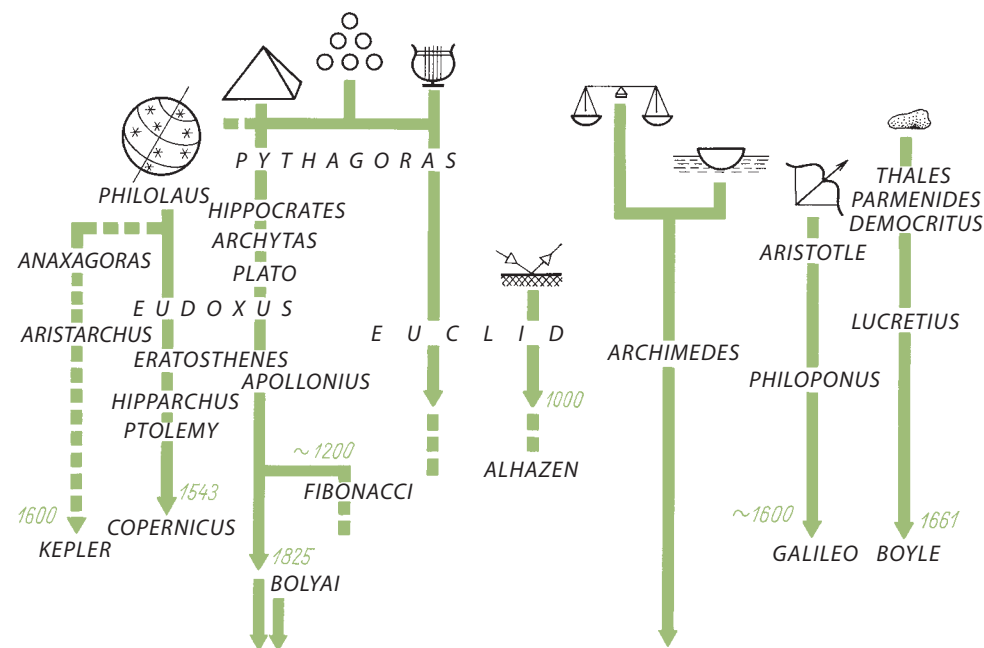 PYTHAGORAS
PHILOLAUS
HIPPOCRATES
ARCHYTAS
PLATO
ANAXAGORAS
EUDOXUS
ARISTARCHUS
ERATOSTHENES
APOLLONIUS
HIPPARCHUS
PTOLEMY
~1200
FIBONACCI
1543
COPERNICUS
1600
KEPLER
1825
BOLYAI
EUCLID
1000
ALHAZEN
ARCHIMEDES
ARISTOTLE
PHILOPONUS
~1600
GALILEO
THALES
PARMENIDES
DEMOCRITUS
LUCRETIUS
1661
BOYLE